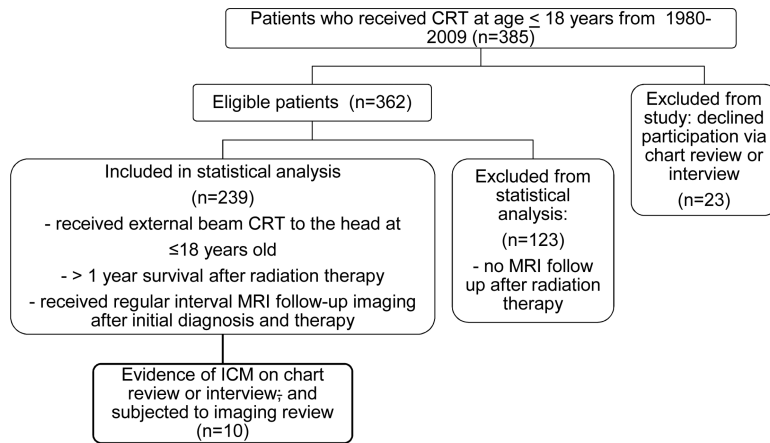 Patients who received CRT at age ≤ 18 years from 1980-
2009 (n=385)
Eligible patients (n=362)
Excluded from
study: declined
participation via
chart review or
interview
(n=23)
Included in statistical analysis
(n=239)
- received external beam CRT to the head at
≤18 years old
- > 1 year survival after radiation therapy
- received regular interval MRI follow-up imaging
after initial diagnosis and therapy
Excluded from
statistical
analysis:
(n=123)
- no MRI follow
up after radiation
therapy
Evidence of ICM on chart
review or interview; and
subjected to imaging review
(n=10)